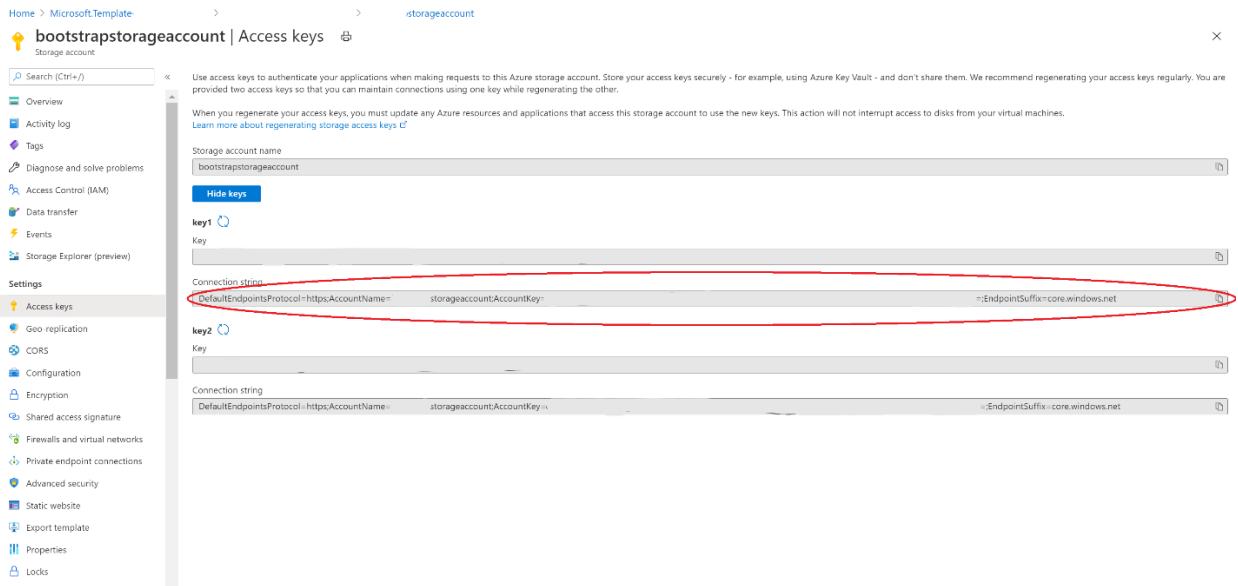 Home > Microsoft.Template- > > storageaccount
bootstrapstorageaccount | Access keys
Storage account
Search (Ctrl+/)
«
Overview
Activity log
Tags
Diagnose and solve problems
Access Control (IAM)
Data transfer
Events
Storage Explorer (preview)
Settings
Access keys
Geo-replication
CORS
Configuration
Encryption
Shared access signature
Firewalls and virtual networks
Private endpoint connections
Advanced security
Static website
Export template
Properties
Locks
Use access keys to authenticate your applications when making requests to this Azure storage account. Store your access keys securely - for example, using Azure Key Vault - and don't share them. We recommend regenerating your access keys regularly. You are
provided two access keys so that you can maintain connections using one key while regenerating the other.
When you regenerate your access keys, you must update any Azure resources and applications that access this storage account to use the new keys. This action will not interrupt access to disks from your virtual machines.
Learn more about regenerating storage access keys
Storage account name
bootstrapstorageaccount
Hide keys
key1
Key
Connection string
DefaultEndpointsProtocol=https;AccountName= storageaccount;AccountKey= =;EndpointSuffix=core.windows.net
key2
Key
Connection string
DefaultEndpointsProtocol=https;AccountName= storageaccount;AccountKey= =;EndpointSuffix=core.windows.net